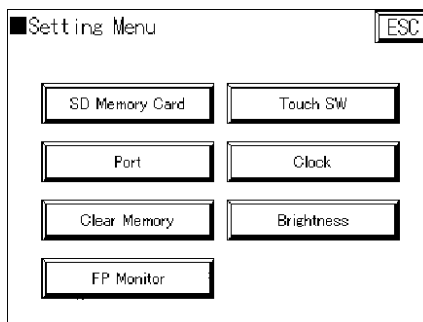 ■Setting Menu
ESC
SD Memory Card
Touch SW
Port
Clock
Clear Memory
Brightness
FP Monitor